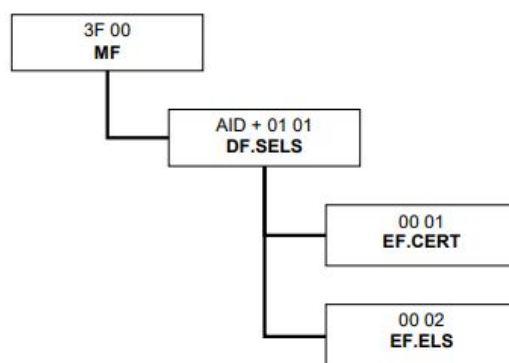 3F 00
MF
AID + 01 01
DF.SELS
00 01
EF.CERT
00 02
EF.ELS